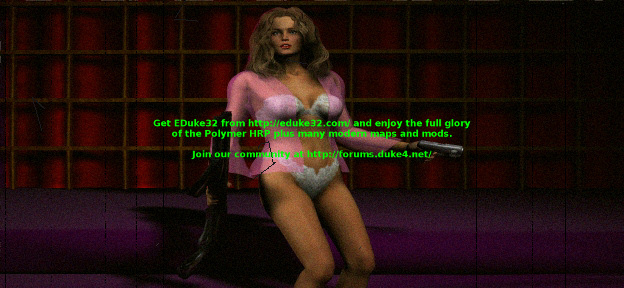 Get EDuke32 from http://eduke32.com/ and enjoy the full glory
of the Polymer HRP plus many modern maps and mods.
Join our community at http://forums.duke4.net/